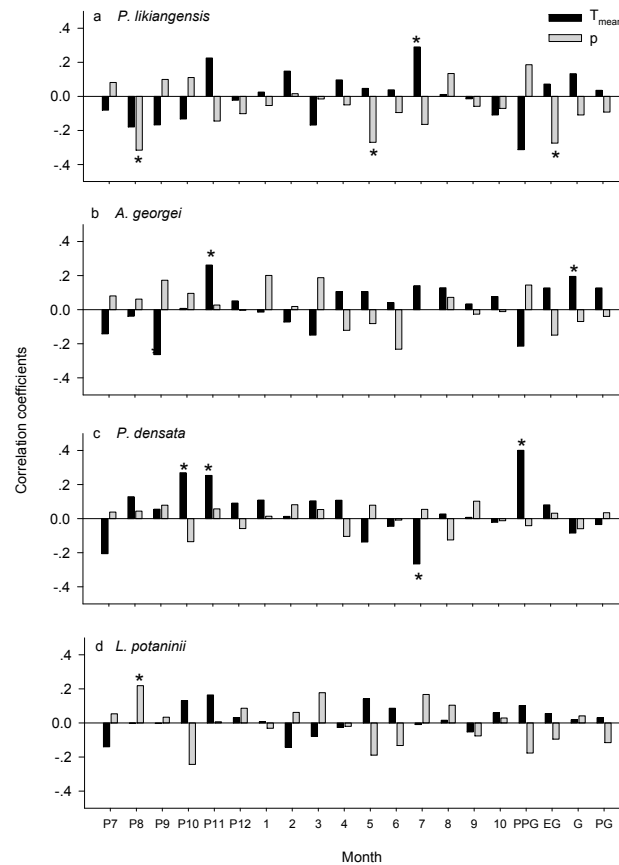 a P. likiangensis
T mean
p
.4
.2
0.0
-.2
-.4
* * * *
b A. georgei
.4
.2
0.0
-.2
-.4
* * *
Correlation coefficients
c P. densata
.4
.2
0.0
-.2
-.4
* * * *
d L. potaninii
.4
.2
0.0
-.2
-.4
*
P7 P8 P9 P10 P11 P12 1 2 3 4 5 6 7 8 9 10 PPG EG G PG
Month